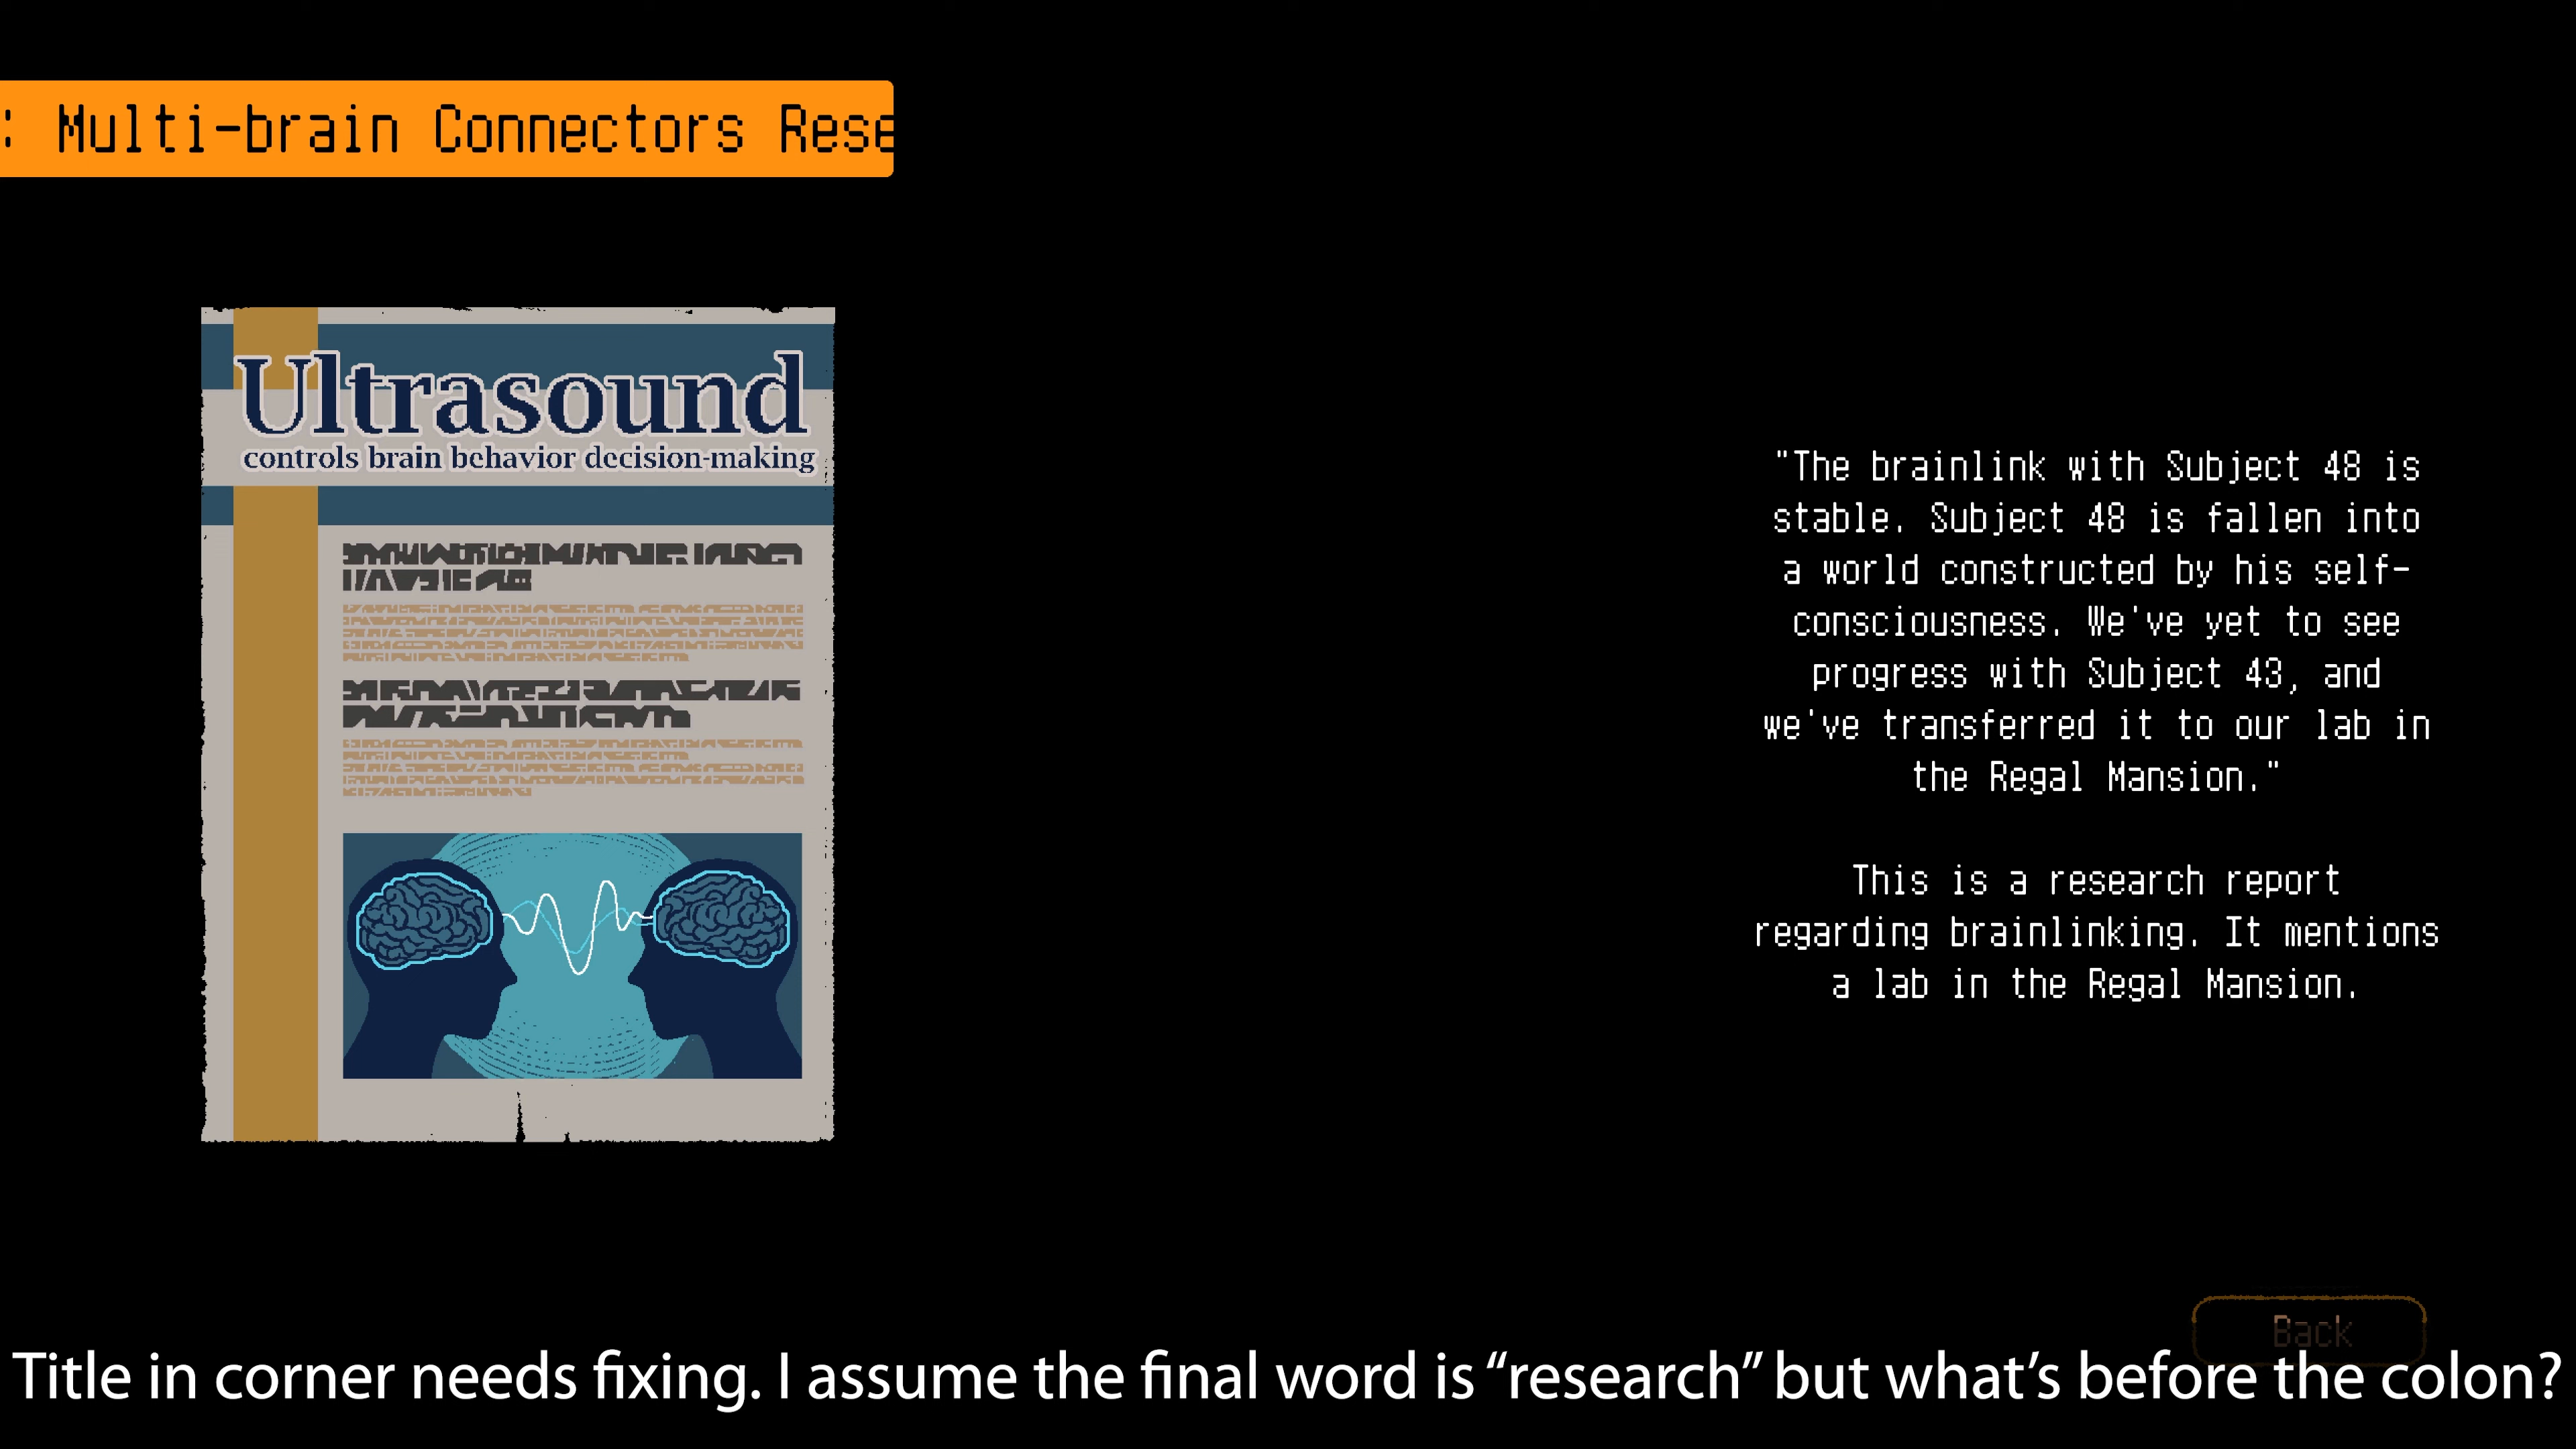 : Multi-brain Connectors Rese
Ultrasound
controls brain behavior decision-making
"The brainlink with Subject 48 is
stable. Subject 48 is fallen into
a world constructed by his self-
consciousness. We've yet to see
progress with Subject 43, and
we've transferred it to our lab in
the Regal Mansion."
This is a research report
regarding brainlinking. It mentions
a lab in the Regal Mansion.
Back
Title in corner needs fixing. I assume the final word is “research” but what’s before the colon?